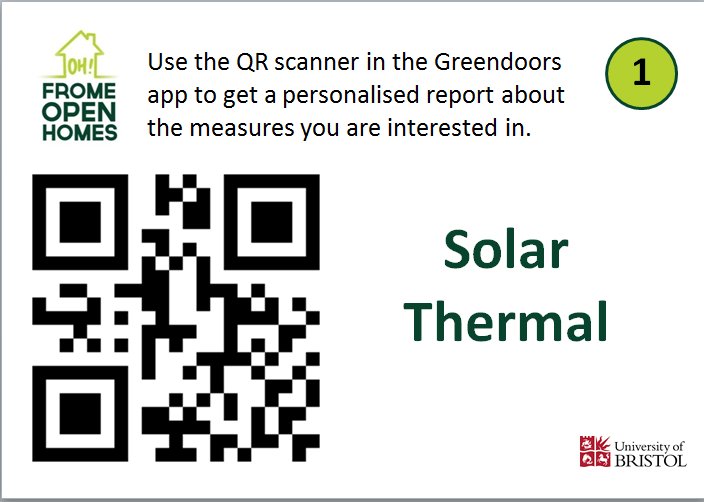 OH!
FROME
OPEN
HOMES
Use the QR scanner in the Greendoors
app to get a personalised report about
the measures you are interested in.
1
Solar
Thermal
University of
BRISTOL